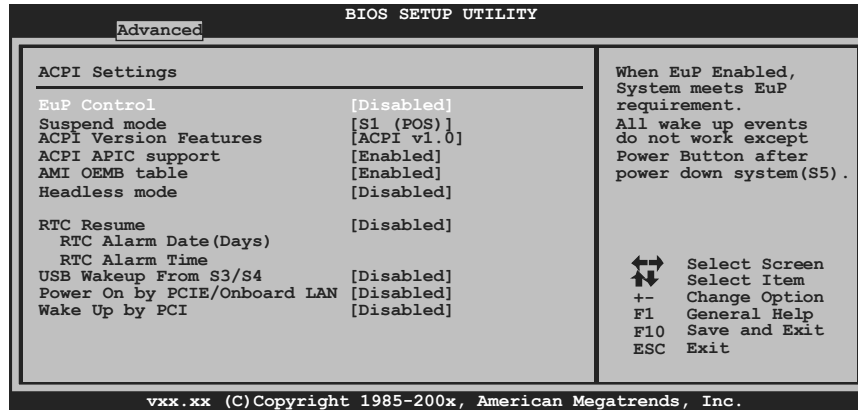 BIOS SETUP UTILITY
Advanced
ACPI Settings
EuP Control [Disabled]
Suspend mode [S1 (POS)]
ACPI Version Features [ACPI v1.0]
ACPI APIC support [Enabled]
AMI OEMB table [Enabled]
Headless mode [Disabled]
RTC Resume [Disabled]
RTC Alarm Date(Days)
RTC Alarm Time
USB Wakeup From S3/S4 [Disabled]
Power On by PCIE/Onboard LAN [Disabled]
Wake Up by PCI [Disabled]
When EuP Enabled,
System meets EuP
requirement.
All wake up events
do not work except
Power Button after
power down system(S5).
Select Screen
Select Item
+- Change Option
F1 General Help
F10 Save and Exit
ESC Exit
vxx.xx (C)Copyright 1985-200x, American Megatrends, Inc.